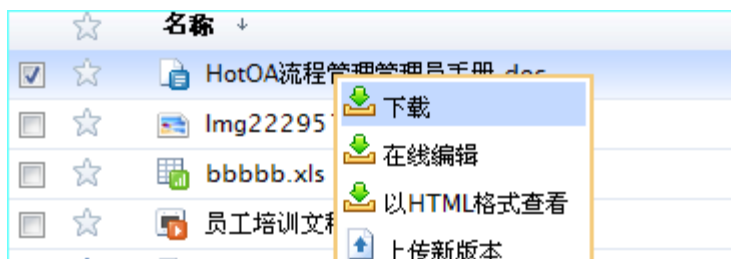 名称 ↓
HotOA流程管理管理员手册.doc
下载
Img22295
在线编辑
bbbbb.xls
以HTML格式查看
员工培训文
上传新版本